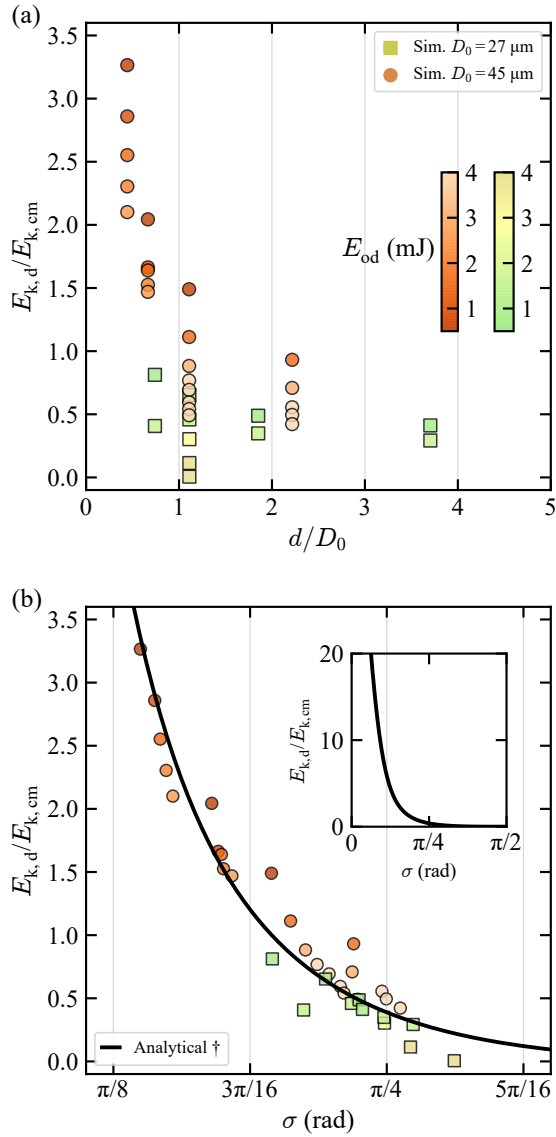 (a)
3.5
3.0
2.5
2.0
1.5
1.0
0.5
0.0
E_k,d/E_k,cm
Sim. D_0 = 27 μm
Sim. D_0 = 45 μm
E_od (mJ)
4
3
2
1
4
3
2
1
0 1 2 3 4 5
d/D_0
(b)
3.5
3.0
2.5
2.0
1.5
1.0
0.5
0.0
E_k,d/E_k,cm
20
10
0
E_k,d/E_k,cm
0 π/4 π/2
σ (rad)
Analytical †
π/8 3π/16 π/4 5π/16
σ (rad)